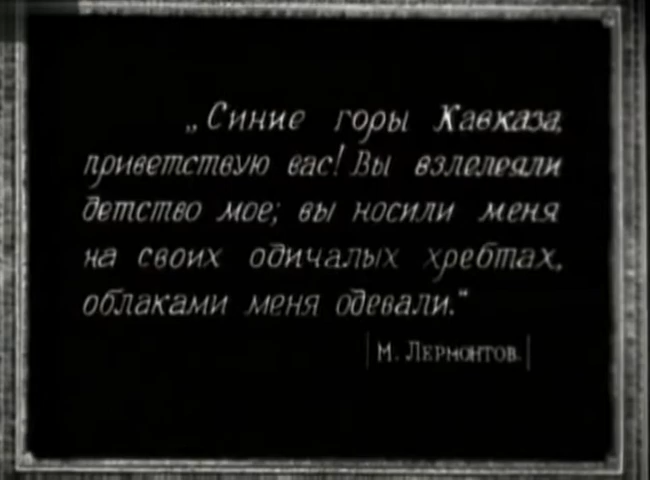 „Синие горы Кавказа,
приветствую вас! Вы взлелеяли
детство мое; вы носили меня
на своих одичалых хребтах,
облаками меня одевали.“
М. Лермонтов.